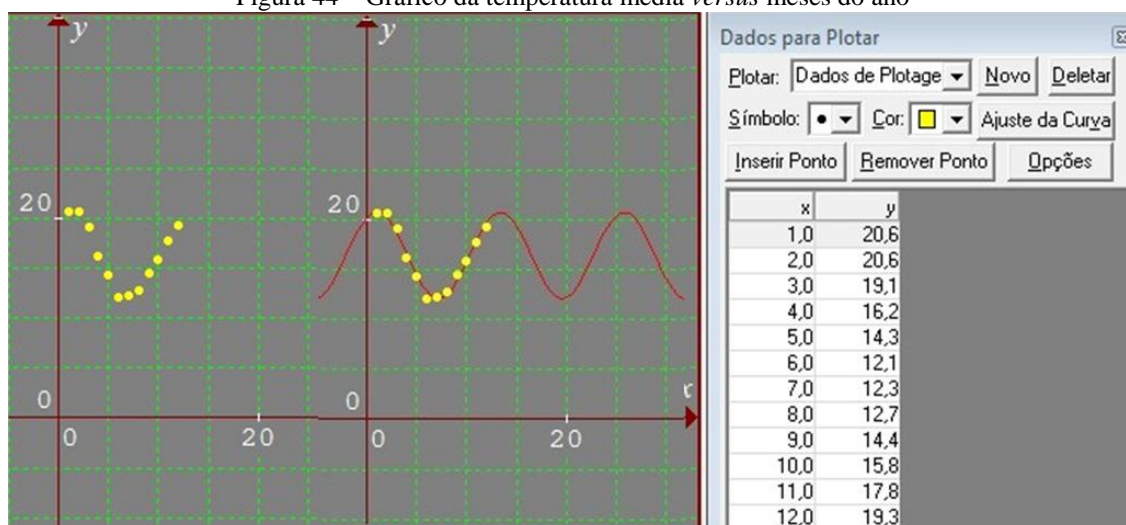 Figura 44 – Gráfico da temperatura média versus meses do ano
y
20
0
0
20
y
20
0
0
20
x
Dados para Plotar
Plotar: Dados de Plotage Novo Deletar
Símbolo: Cor: Ajuste da Curva
Inserir Ponto Remover Ponto Opções
x y
1,0 20,6
2,0 20,6
3,0 19,1
4,0 16,2
5,0 14,3
6,0 12,1
7,0 12,3
8,0 12,7
9,0 14,4
10,0 15,8
11,0 17,8
12,0 19,3